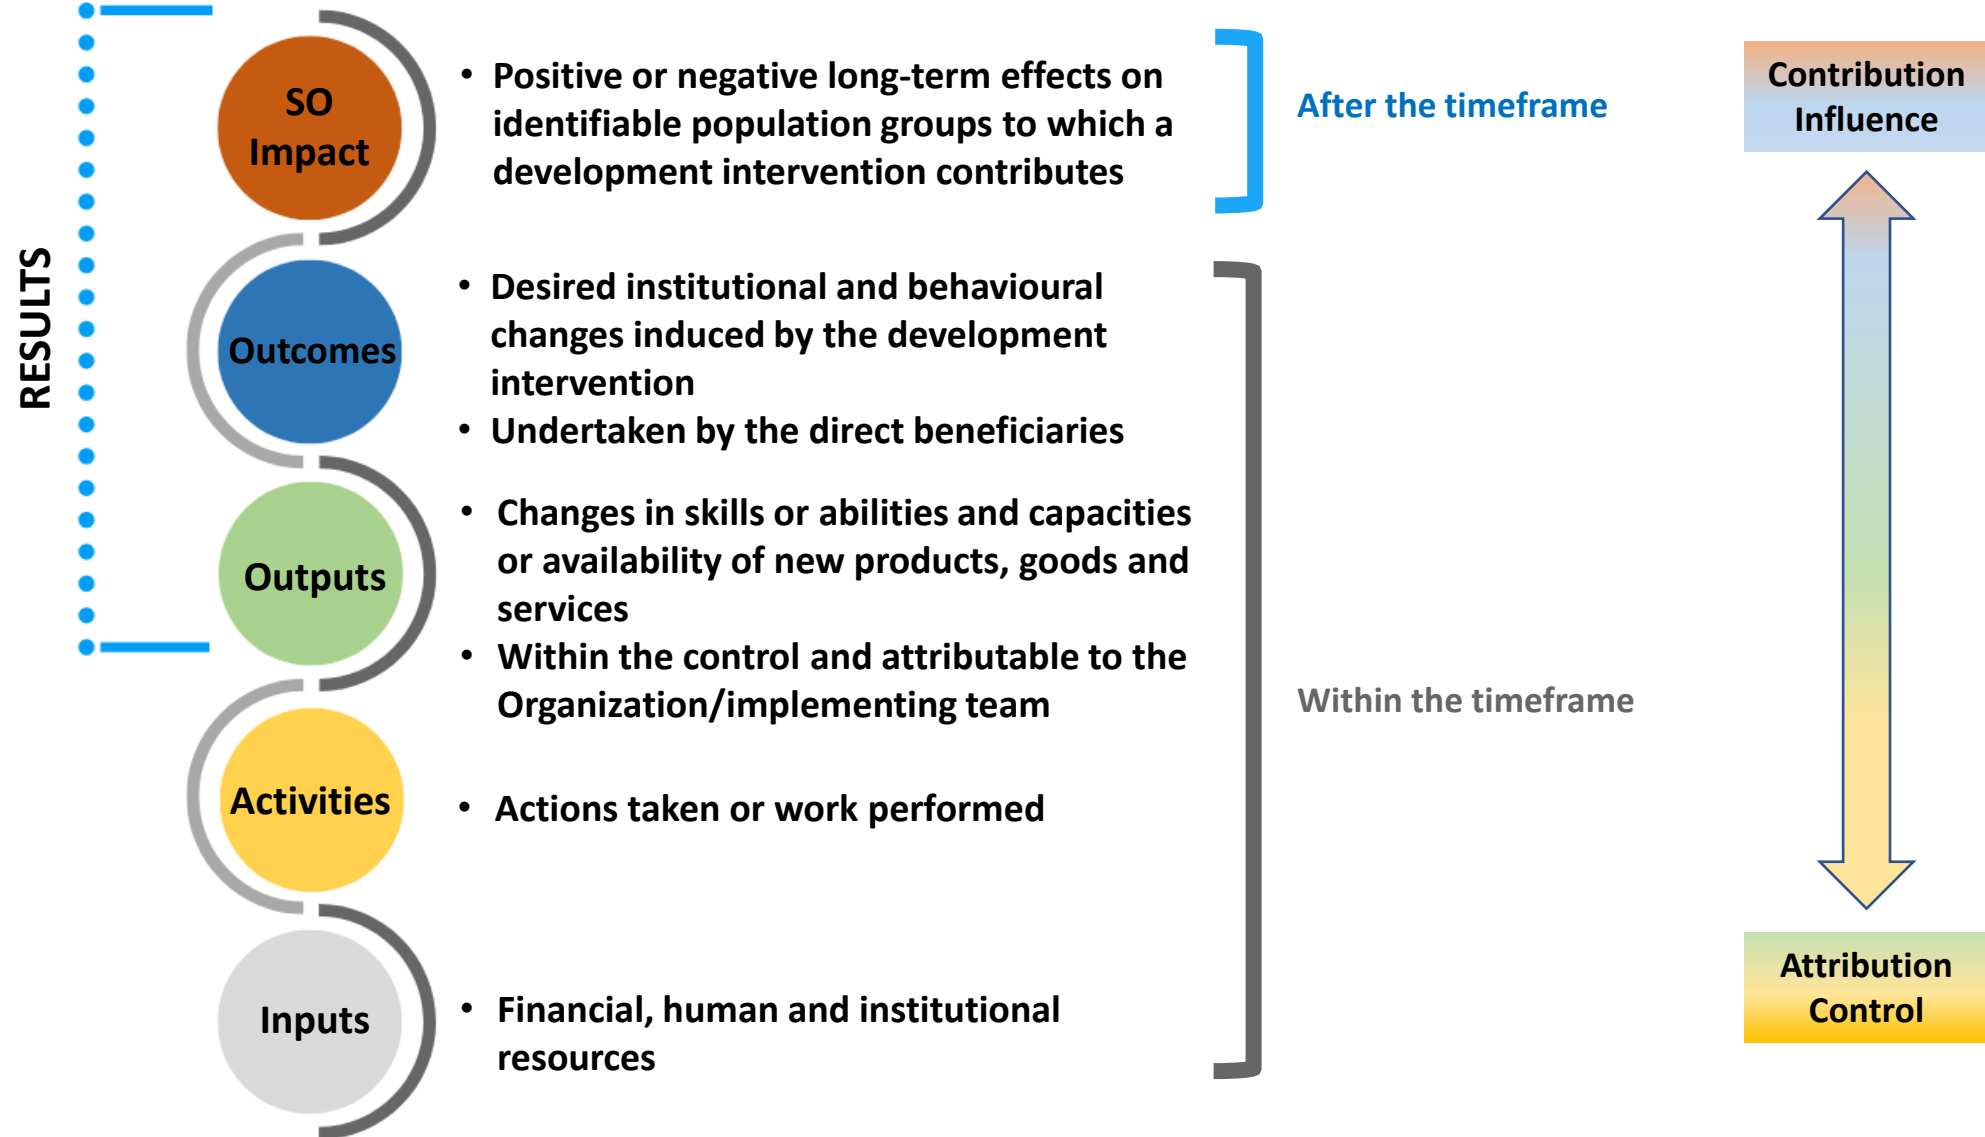 RESULTS
SO
Impact
• Positive or negative long-term effects on
identifiable population groups to which a
development intervention contributes
After the timeframe
Contribution
Influence
Outcomes
• Desired institutional and behavioural
changes induced by the development
intervention
• Undertaken by the direct beneficiaries
Outputs
• Changes in skills or abilities and capacities
or availability of new products, goods and
services
• Within the control and attributable to the
Organization/implementing team
Within the timeframe
Activities
• Actions taken or work performed
Inputs
• Financial, human and institutional
resources
Attribution
Control